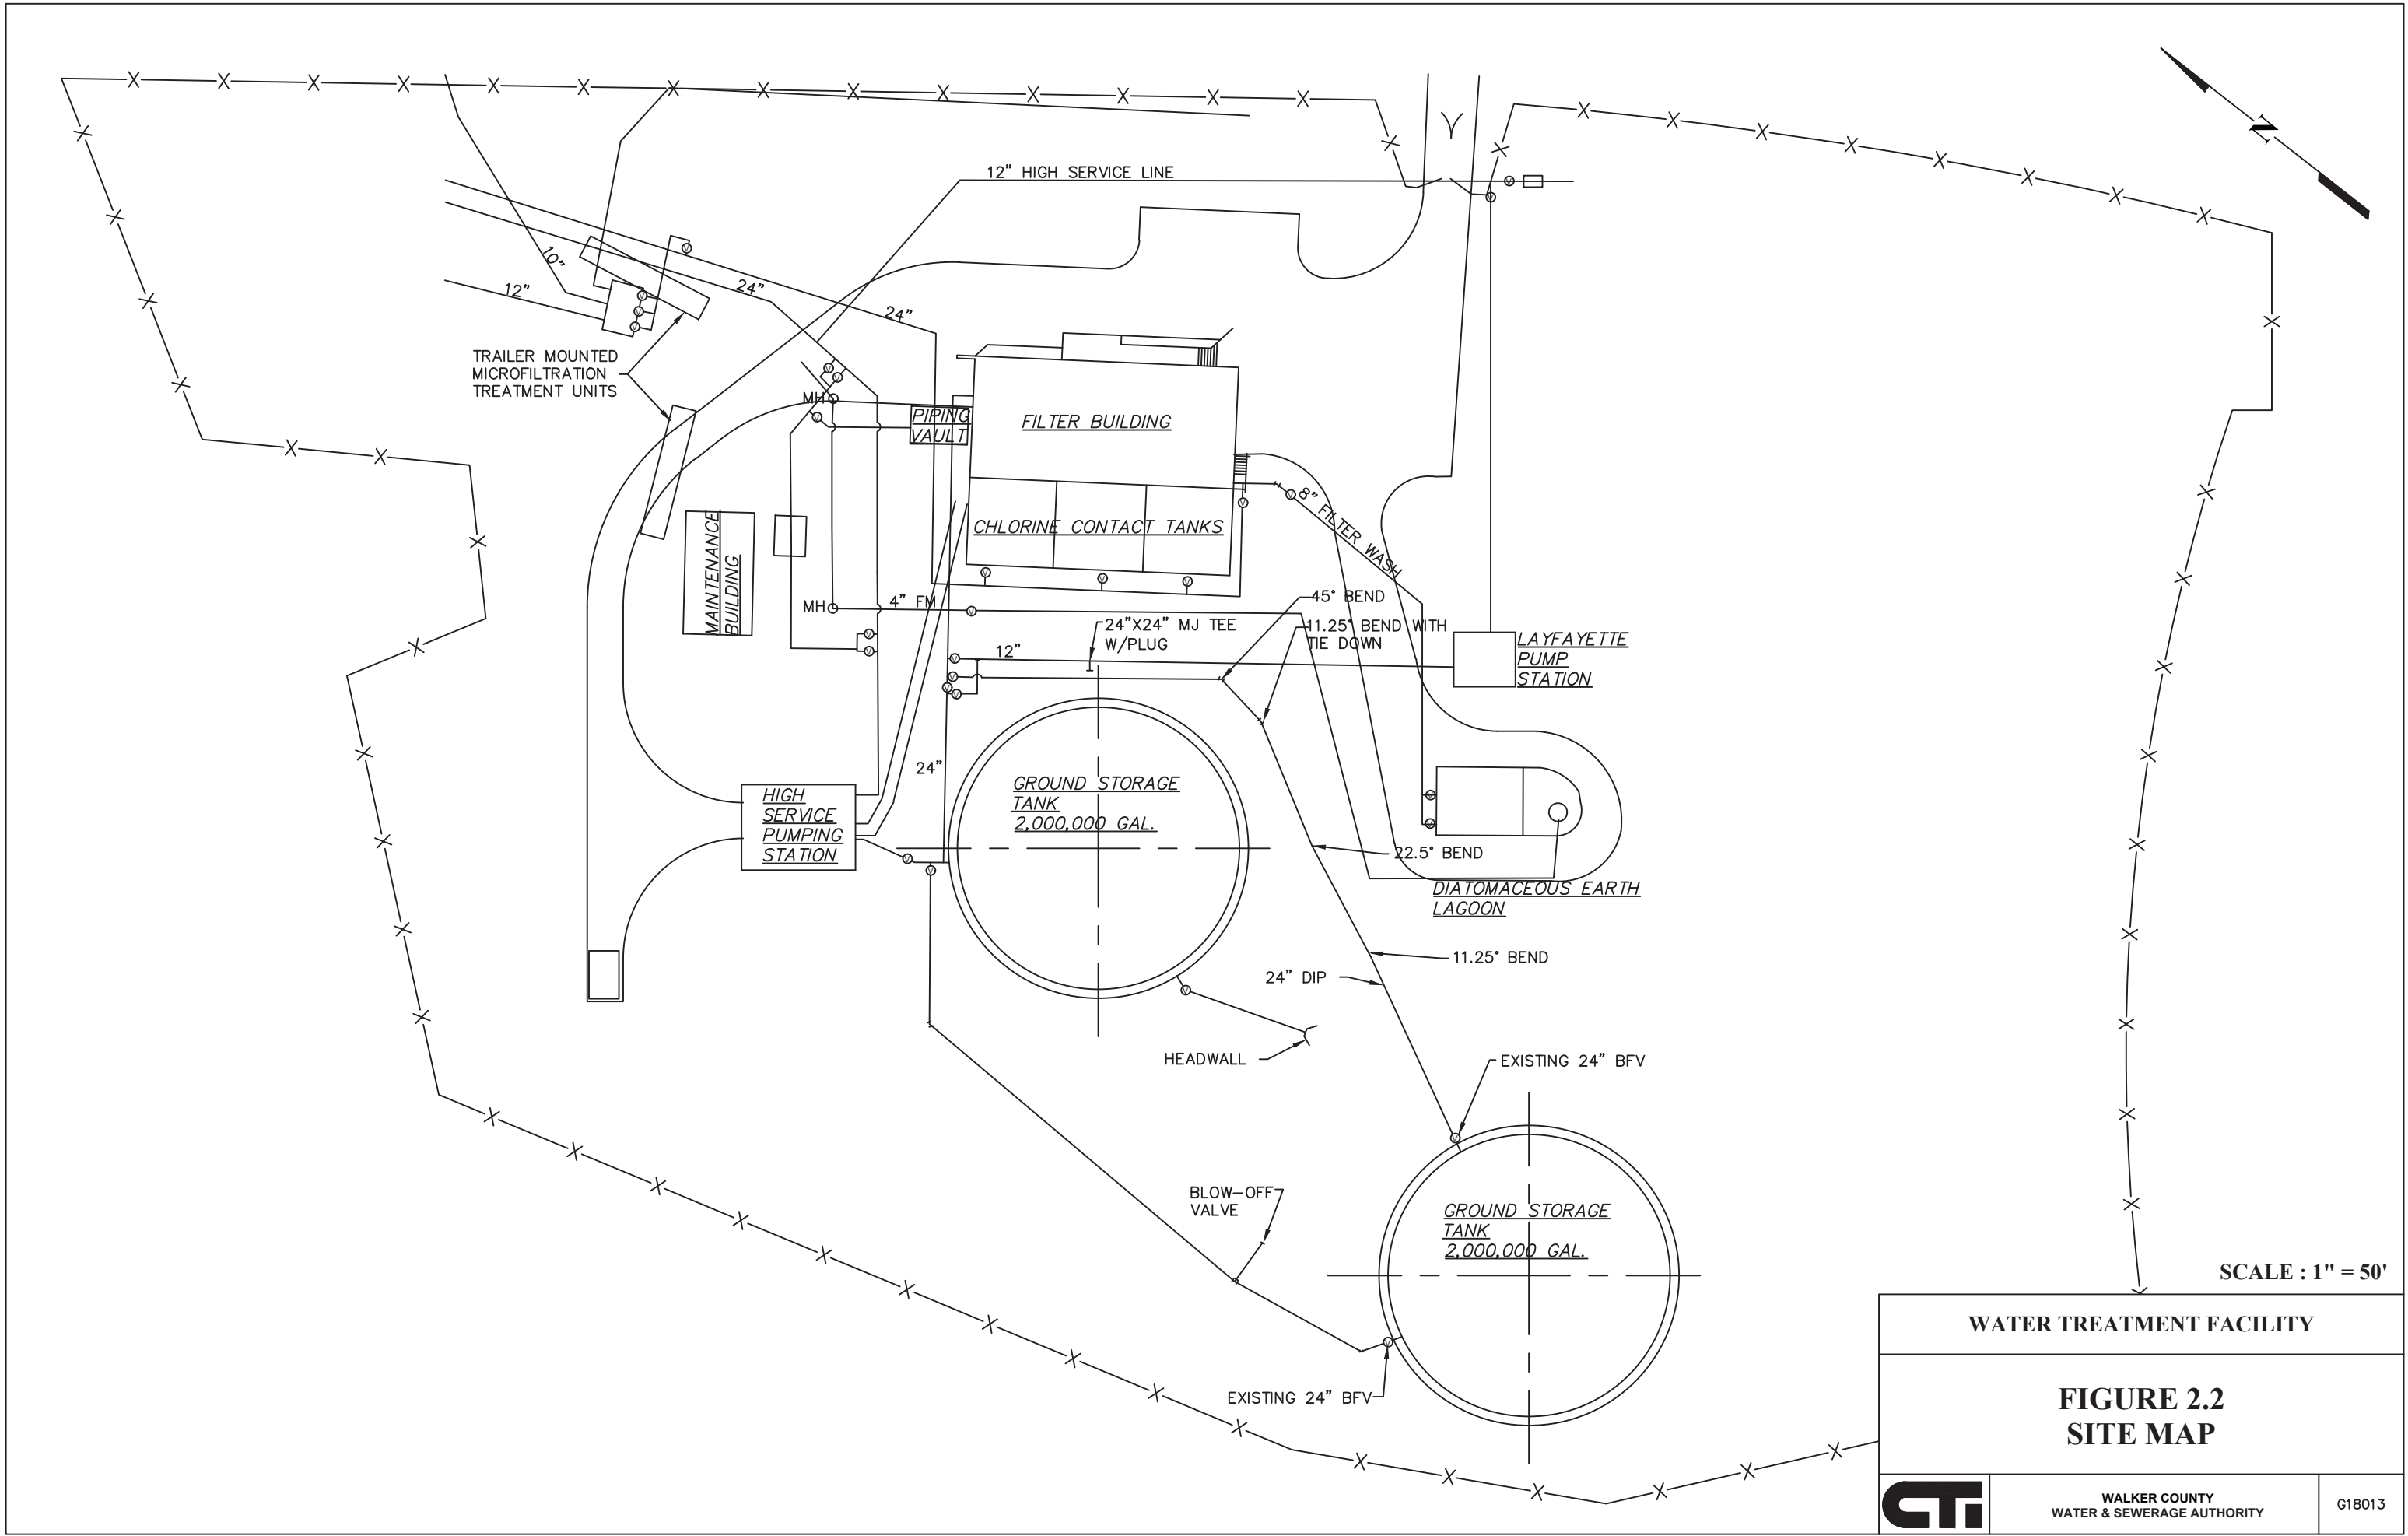 N
12” HIGH SERVICE LINE
10”
12”
24”
24”
TRAILER MOUNTED
MICROFILTRATION
TREATMENT UNITS
MH
PIPING
VAULT
FILTER BUILDING
CHLORINE CONTACT TANKS
8” FILTER WASH
MAINTENANCE
BUILDING
MH
4” FM
45° BEND
24”X24” MJ TEE
W/PLUG
11.25° BEND WITH
TIE DOWN
12”
LAYFAYETTE
PUMP
STATION
24”
HIGH
SERVICE
PUMPING
STATION
GROUND STORAGE
TANK
2,000,000 GAL.
22.5° BEND
DIATOMACEOUS EARTH
LAGOON
11.25° BEND
24” DIP
HEADWALL
EXISTING 24” BFV
BLOW-OFF
VALVE
GROUND STORAGE
TANK
2,000,000 GAL.
EXISTING 24” BFV
SCALE : 1" = 50'
WATER TREATMENT FACILITY
FIGURE 2.2
SITE MAP
CTi
WALKER COUNTY
WATER & SEWERAGE AUTHORITY
G18013